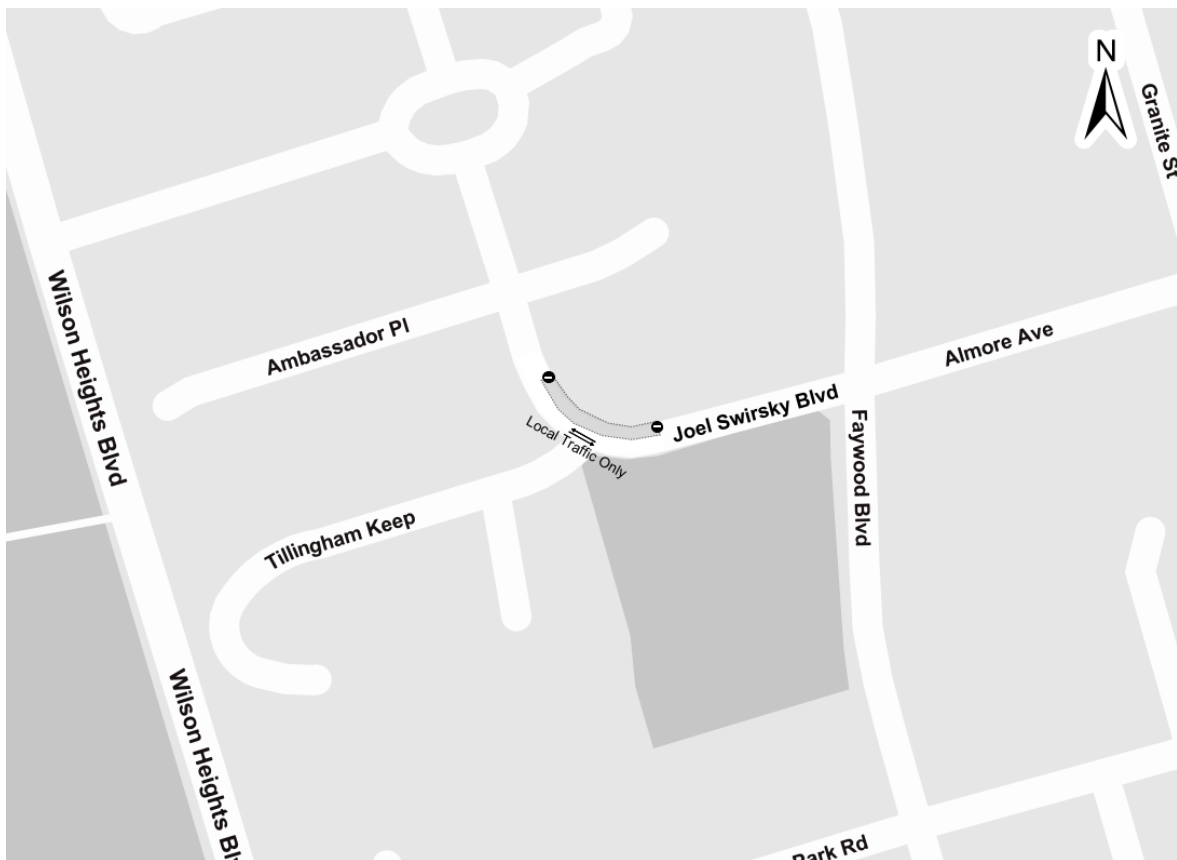 N
Granite St
Wilson Heights Blvd
Ambassador Pl
Almore Ave
Joel Swirsky Blvd
Local Traffic Only
Faywood Blvd
Tillingham Keep
Wilson Heights Blv
Park Rd